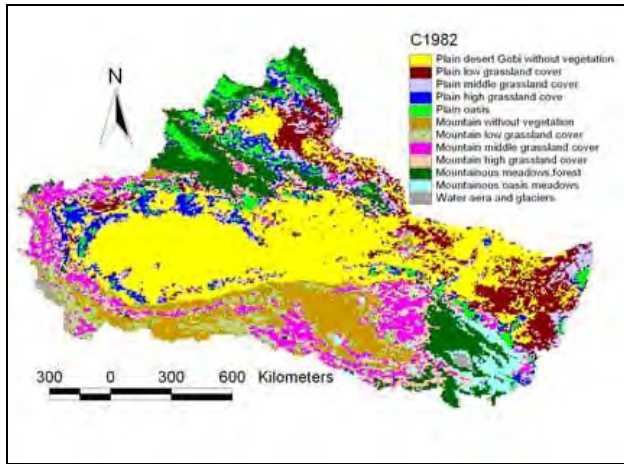 C1982
N
Plain desert Gobi without vegetation
Plain low grassland cover
Plain middle grassland cover
Plain high grassland cove
Plain oasis
Mountain without vegetation
Mountain low grassland cover
Mountain middle grassland cover
Mountain high grassland cover
Mountainous meadows,forest
Mountainous oasis meadows
Water aera and glaciers
300 0 300 600 Kilometers